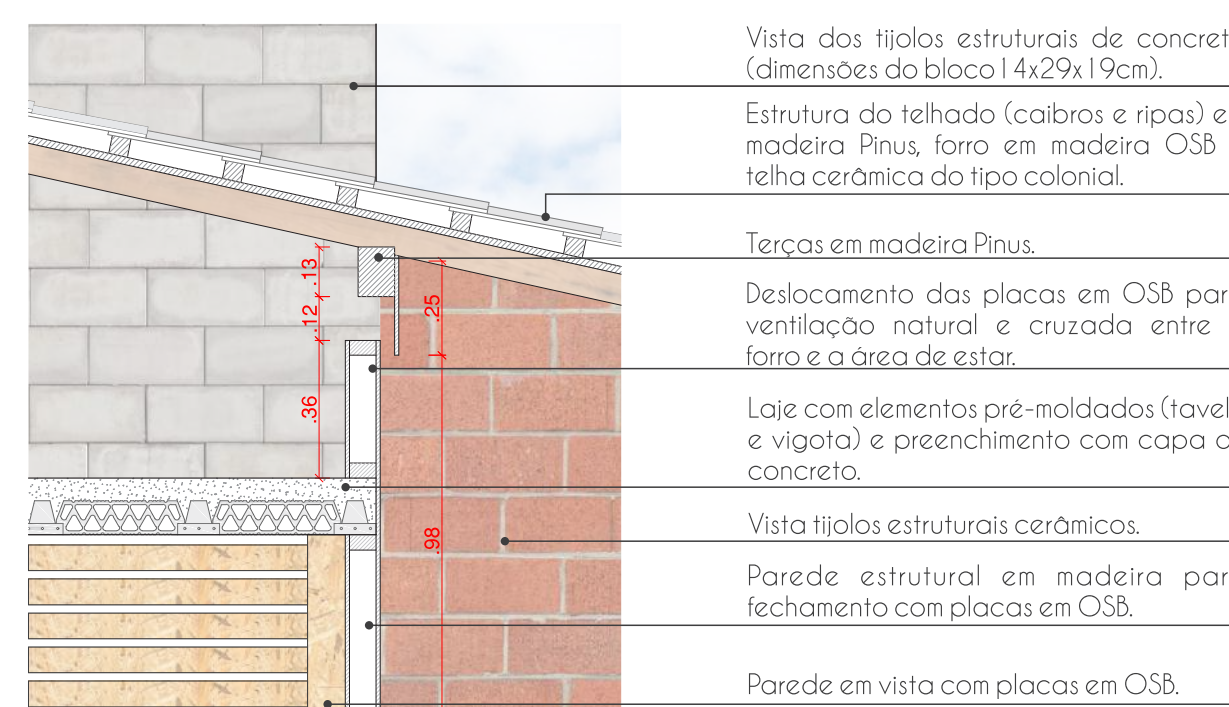 Vista dos tijolos estruturais de concret
(dimensões do bloco14x29x19cm).
Estrutura do telhado (caibros e ripas) e
madeira Pinus, forro em madeira OSB
telha cerâmica do tipo colonial.
Terças em madeira Pinus.
Deslocamento das placas em OSB par
ventilação natural e cruzada entre
forro e a área de estar.
Laje com elementos pré-moldados (tavel
e vigota) e preenchimento com capa d
concreto.
Vista tijolos estruturais cerâmicos.
Parede estrutural em madeira par
fechamento com placas em OSB.
Parede em vista com placas em OSB.
.13
.12
.25
.36
.98